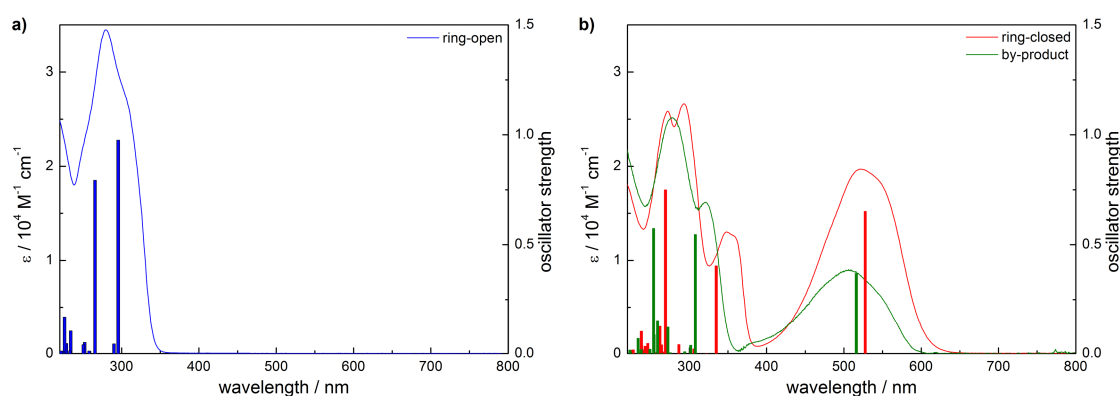 a)
ring-open
3
2
1
0
ε / 10⁴ M⁻¹ cm⁻¹
1.5
1.0
0.5
0.0
oscillator strength
300 400 500 600 700 800
wavelength / nm
b)
ring-closed
by-product
3
2
1
0
ε / 10⁴ M⁻¹ cm⁻¹
1.5
1.0
0.5
0.0
oscillator strength
300 400 500 600 700 800
wavelength / nm